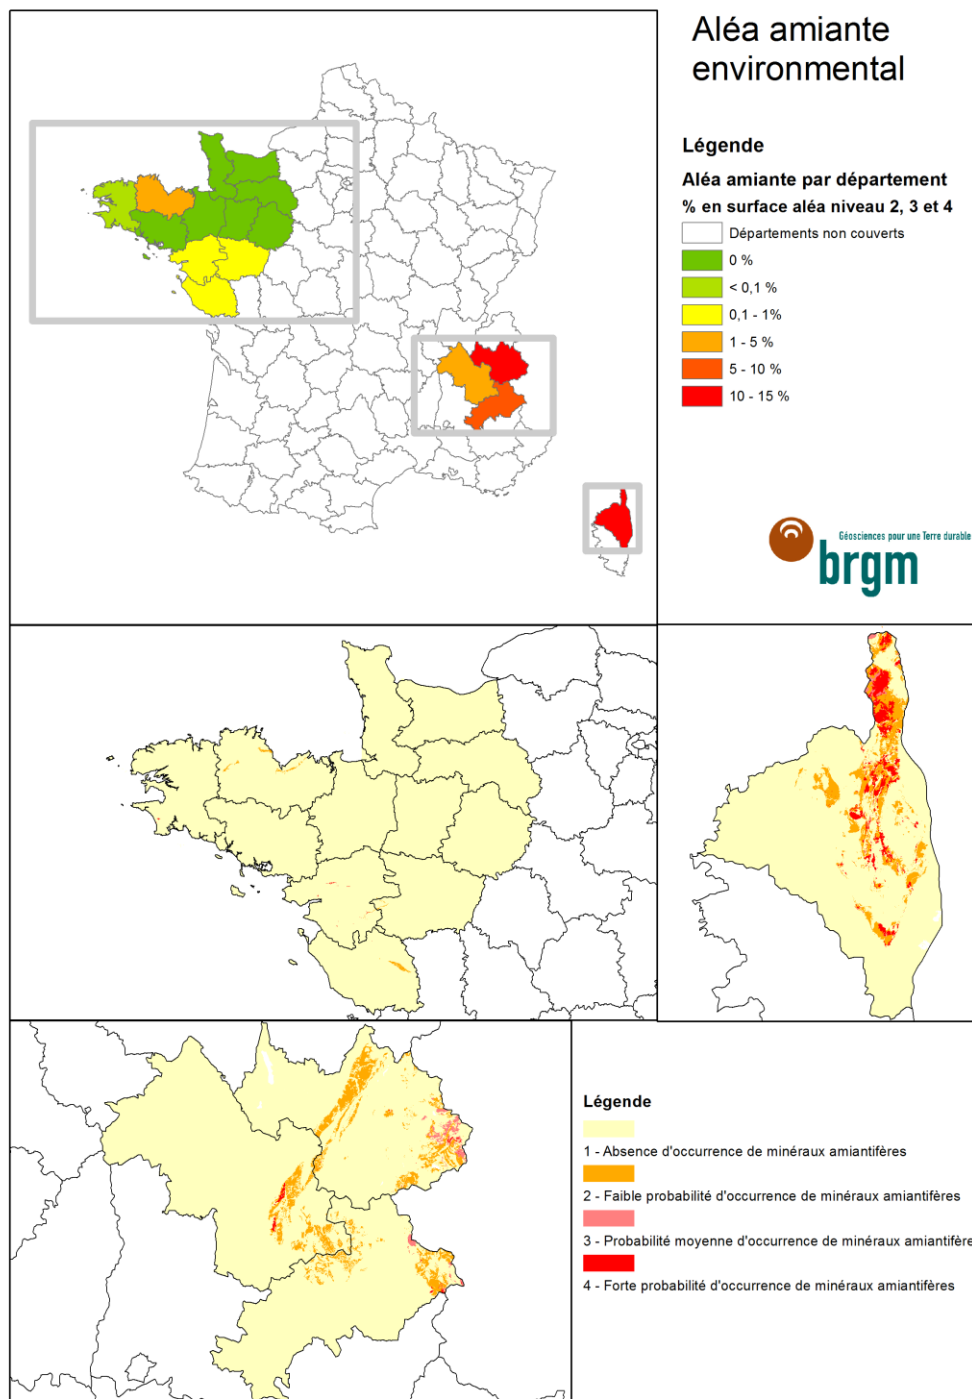 Aléa amiante
environmental
Légende
Aléa amiante par département
% en surface aléa niveau 2, 3 et 4
Départements non couverts
0 %
< 0,1 %
0,1 - 1%
1 - 5 %
5 - 10 %
10 - 15 %
Géosciences pour une Terre durable
brgm
Légende
1 - Absence d'occurrence de minéraux amiantifères
2 - Faible probabilité d'occurrence de minéraux amiantifères
3 - Probabilité moyenne d'occurrence de minéraux amiantifère
4 - Forte probabilité d'occurrence de minéraux amiantifères